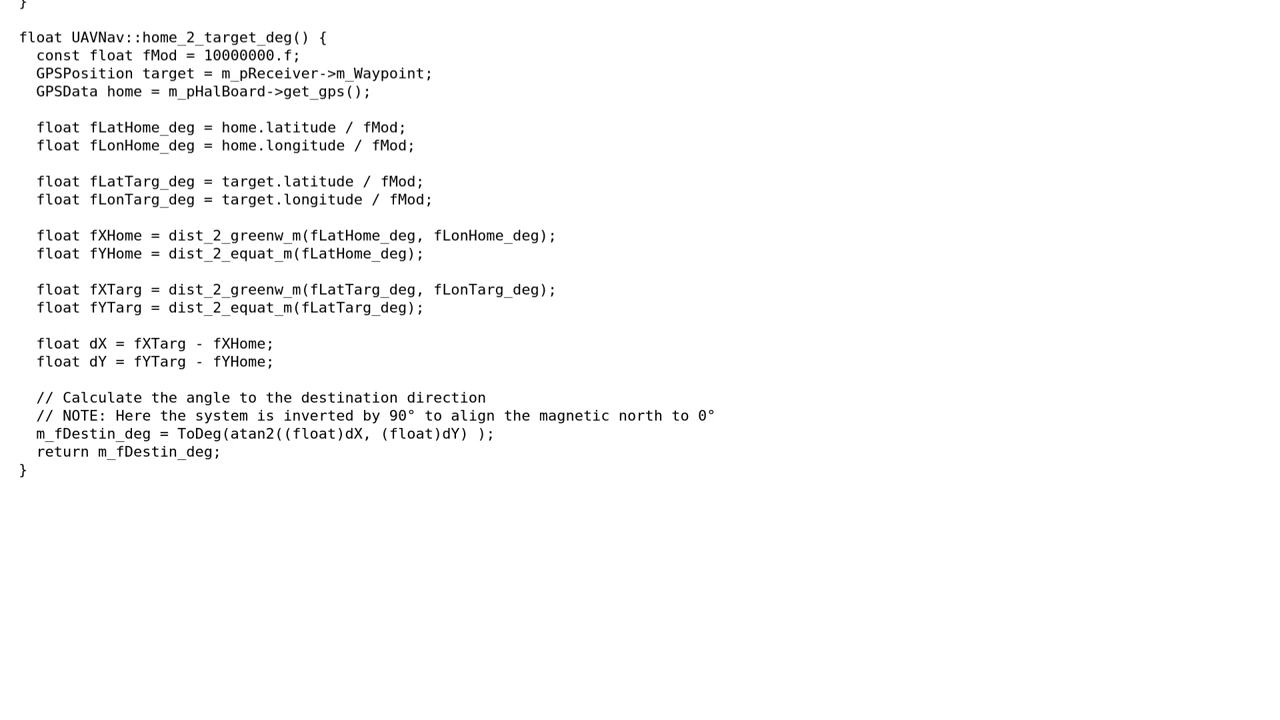 }
float UAVNav::home_2_target_deg() {
  const float fMod = 10000000.f;
  GPSPosition target = m_pReceiver->m_Waypoint;
  GPSData home = m_pHalBoard->get_gps();

  float fLatHome_deg = home.latitude / fMod;
  float fLonHome_deg = home.longitude / fMod;

  float fLatTarg_deg = target.latitude / fMod;
  float fLonTarg_deg = target.longitude / fMod;

  float fXHome = dist_2_greenw_m(fLatHome_deg, fLonHome_deg);
  float fYHome = dist_2_equat_m(fLatHome_deg);

  float fXTarg = dist_2_greenw_m(fLatTarg_deg, fLonTarg_deg);
  float fYTarg = dist_2_equat_m(fLatTarg_deg);

  float dX = fXTarg - fXHome;
  float dY = fYTarg - fYHome;

  // Calculate the angle to the destination direction
  // NOTE: Here the system is inverted by 90° to align the magnetic north to 0°
  m_fDestin_deg = ToDeg(atan2((float)dX, (float)dY) );
  return m_fDestin_deg;
}